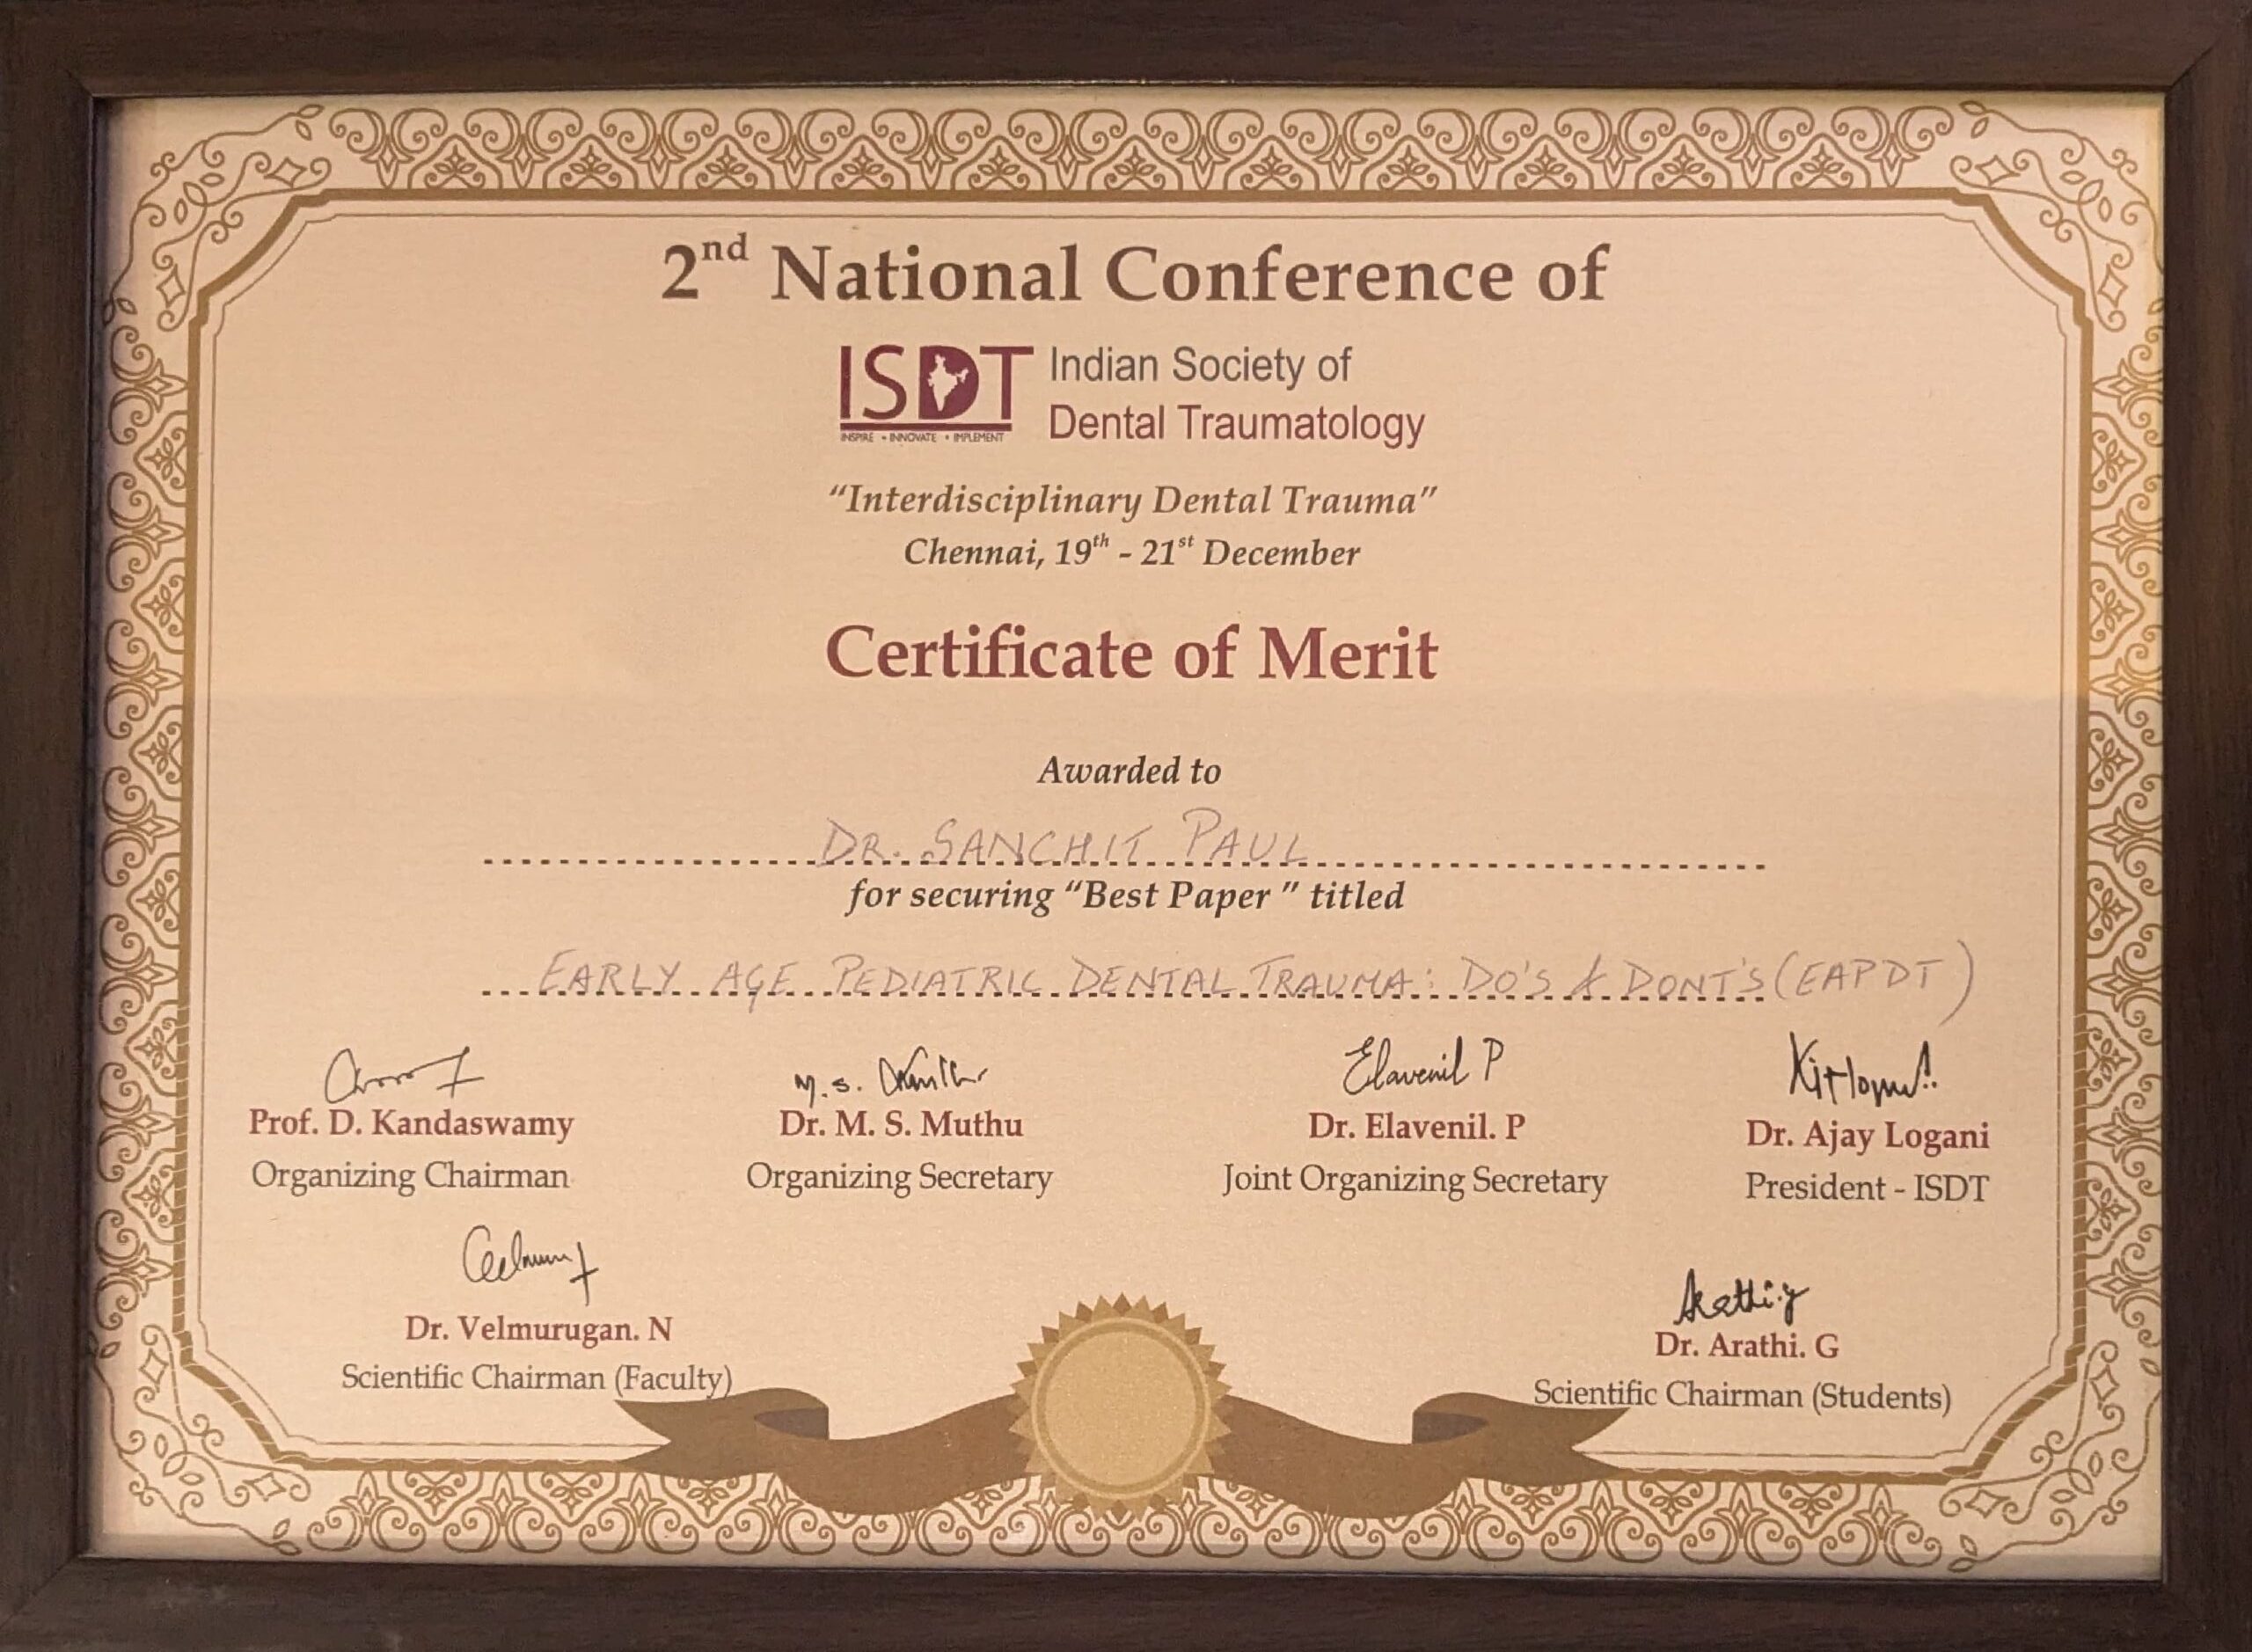 2nd National Conference of
ISDT Indian Society of
Dental Traumatology
INSPIRE • INNOVATE • IMPLEMENT
"Interdisciplinary Dental Trauma"
Chennai, 19th - 21st December
Certificate of Merit
Awarded to
DR. SANCHIT PAUL
for securing "Best Paper " titled
EARLY AGE PEDIATRIC DENTAL TRAUMA: DO'S & DONT'S (EAPDT)
M.S. Elavenil P
Prof. D. Kandaswamy Dr. M. S. Muthu Dr. Elavenil. P Dr. Ajay Logani
Organizing Chairman Organizing Secretary Joint Organizing Secretary President - ISDT
Arathi.g
Dr. Velmurugan. N Dr. Arathi. G
Scientific Chairman (Faculty) Scientific Chairman (Students)